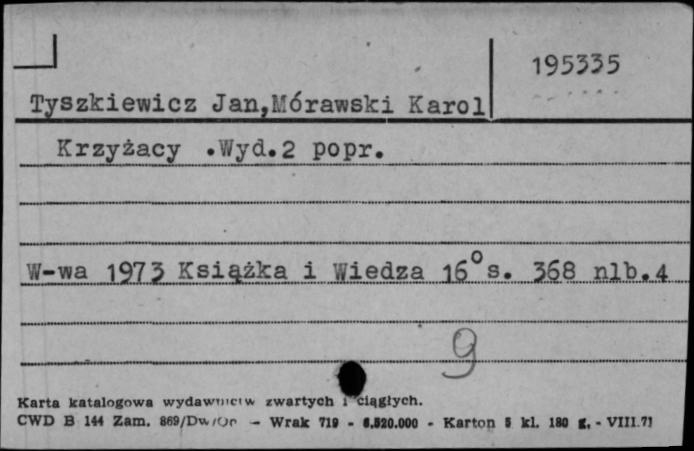 195335
Tyszkiewicz Jan,Mórawski Karol
Krzyżacy .Wyd.2 popr.
W-wa 1973 Książka i Wiedza 16° s. 368 nlb.4
9
Karta katalogowa wydawnictw zwartych i ciągłych.
CWD B 144 Zam. 869/Dw/Or - Wrak 719 - 6.520.000 - Karton 5 kl. 180 g. - VIII.71